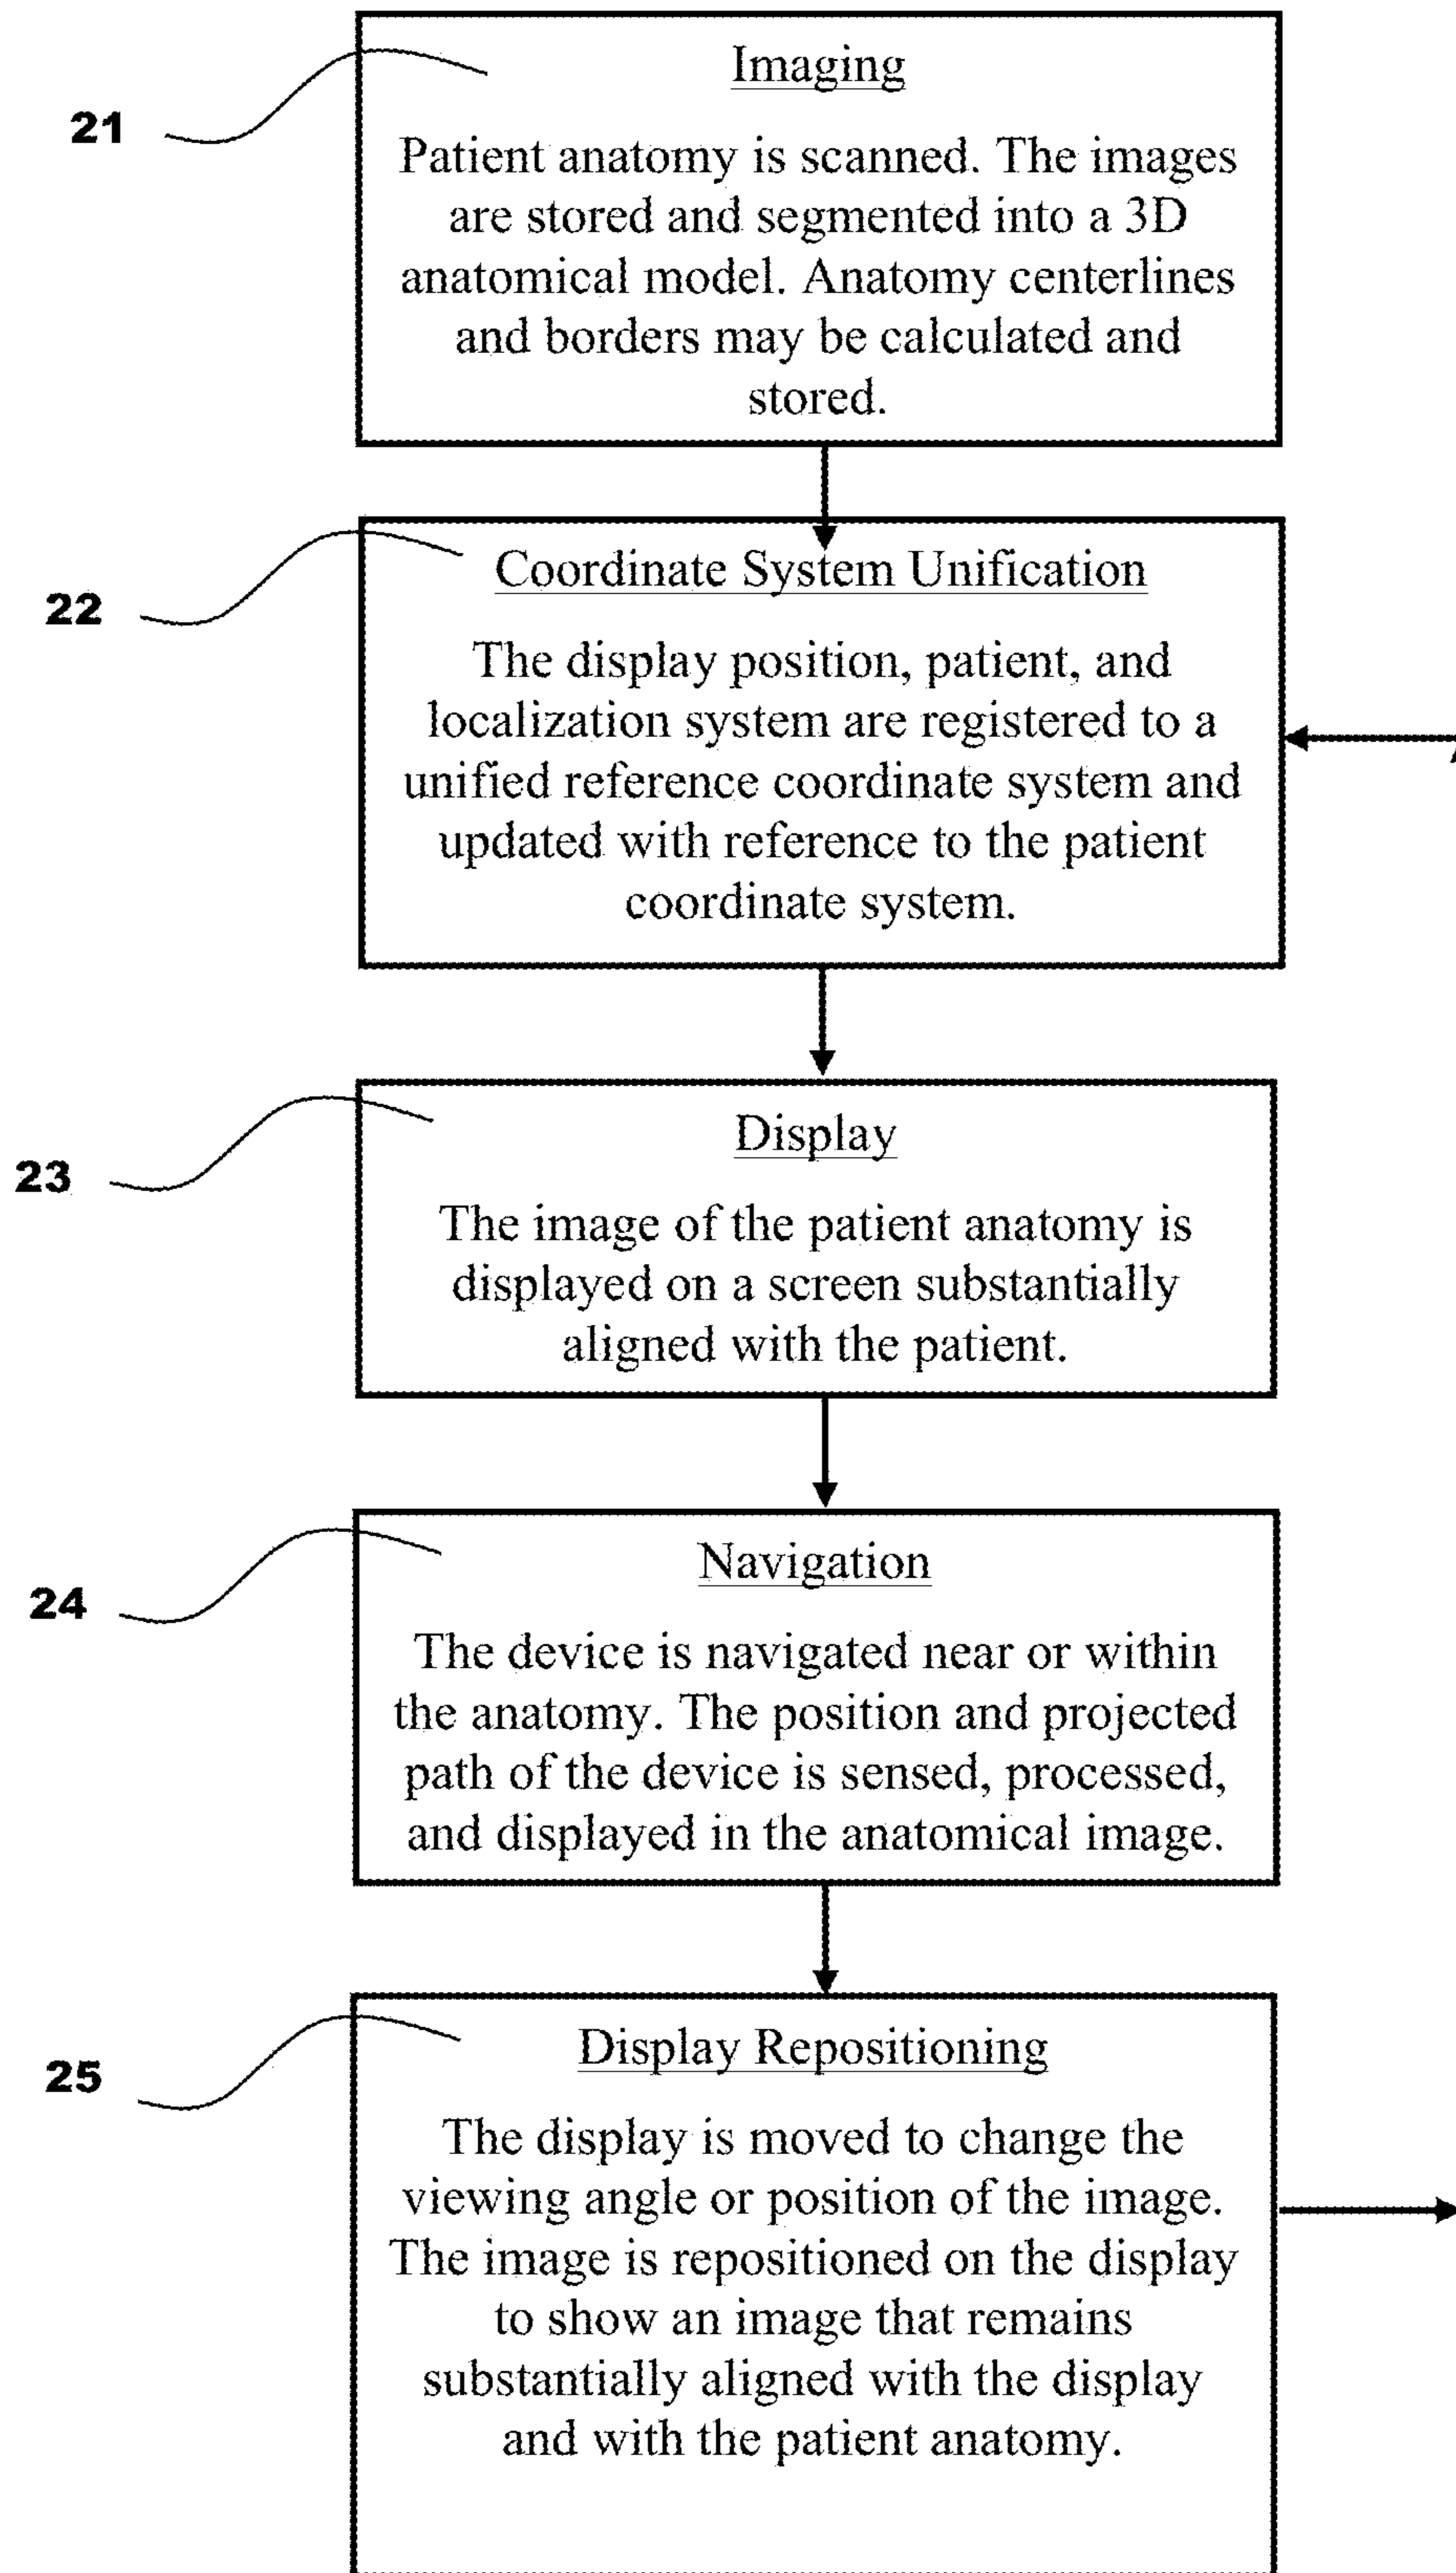 Imaging
21
Patient anatomy is scanned. The images
are stored and segmented into a 3D
anatomical model. Anatomy centerlines
and borders may be calculated and
stored.
Coordinate System Unification
22
The display position, patient, and
localization system are registered to a
unified reference coordinate system and
updated with reference to the patient
coordinate system.
Display
23
The image of the patient anatomy is
displayed on a screen substantially
aligned with the patient.
Navigation
24
The device is navigated near or within
the anatomy. The position and projected
path of the device is sensed, processed,
and displayed in the anatomical image.
Display Repositioning
25
The display is moved to change the
viewing angle or position of the image.
The image is repositioned on the display
to show an image that remains
substantially aligned with the display
and with the patient anatomy.